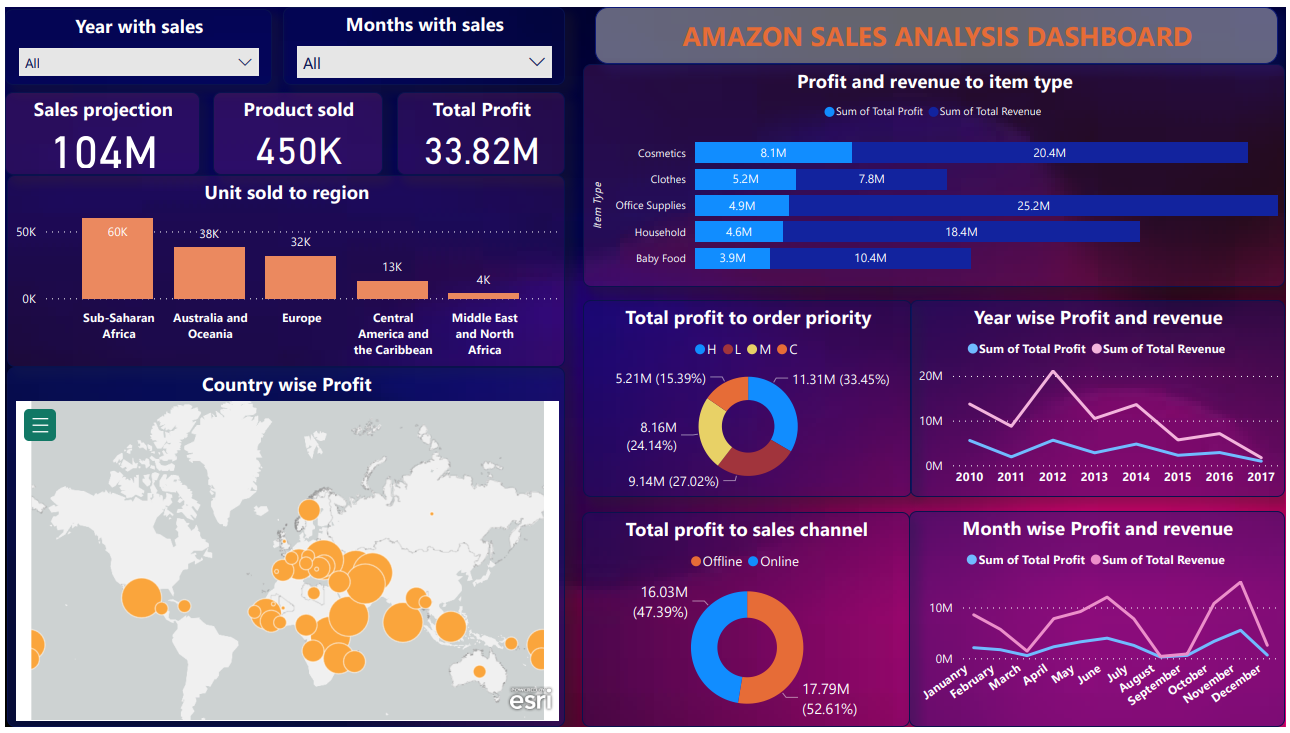 Year with sales
All
Months with sales
All
AMAZON SALES ANALYSIS DASHBOARD
Sales projection
104M
Product sold
450K
Total Profit
33.82M
Unit sold to region
50K
0K
60K
38K
32K
13K
4K
Sub-Saharan
Africa
Australia and
Oceania
Europe
Central
America and
the Caribbean
Middle East
and North
Africa
Country wise Profit
POWERED BY
esri
Profit and revenue to item type
Sum of Total Profit Sum of Total Revenue
Item Type
Cosmetics 8.1M 20.4M
Clothes 5.2M 7.8M
Office Supplies 4.9M 25.2M
Household 4.6M 18.4M
Baby Food 3.9M 10.4M
Total profit to order priority
H L M C
5.21M (15.39%)
11.31M (33.45%)
8.16M
(24.14%)
9.14M (27.02%)
Year wise Profit and revenue
Sum of Total Profit Sum of Total Revenue
20M
10M
0M
2010 2011 2012 2013 2014 2015 2016 2017
Total profit to sales channel
Offline Online
16.03M
(47.39%)
17.79M
(52.61%)
Month wise Profit and revenue
Sum of Total Profit Sum of Total Revenue
10M
0M
Janyanry
February
March
April
May
June
July
August
September
October
November
December